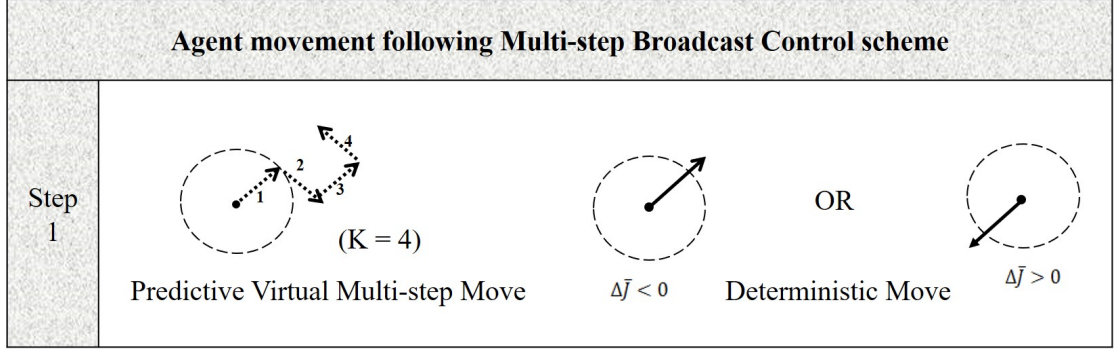 Agent movement following Multi-step Broadcast Control scheme
Step
1
1
2
3
4
(K = 4)
Predictive Virtual Multi-step Move
ΔJ̄ < 0
OR
Deterministic Move
ΔJ̄ > 0